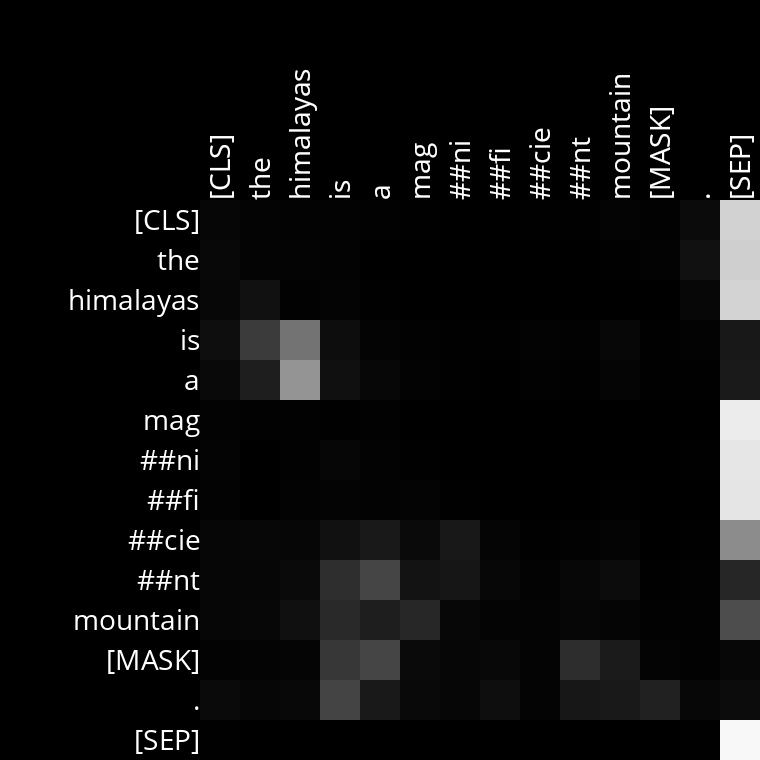 [CLS] the himalayas is a mag ##ni ##fi ##cie ##nt mountain [MASK] . [SEP]
[CLS]
the
himalayas
is
a
mag
##ni
##fi
##cie
##nt
mountain
[MASK]
.
[SEP]